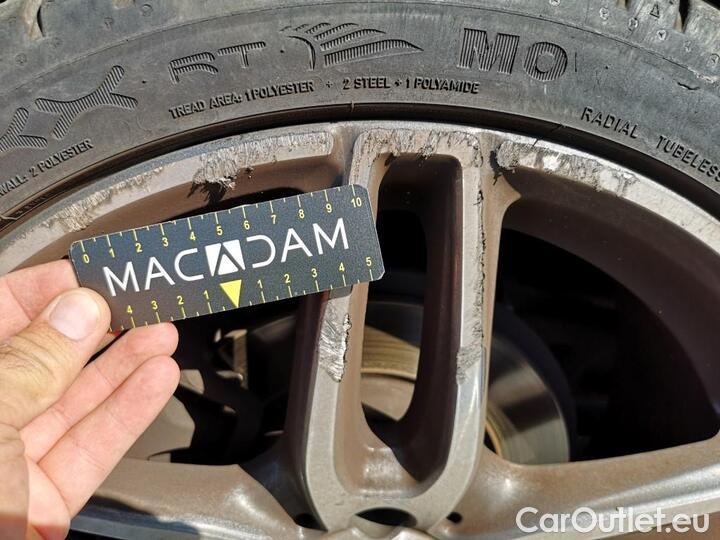 XX RT MO
TREAD AREA: 1 POLYESTER + 2 STEEL + 1 POLYAMIDE
RADIAL TUBELESS
WALL: 2 POLYESTER
0 1 2 3 4 5 6 7 8 9 10
MACADAM
4 3 2 1 1 2 3 4 5
CarOutlet.eu